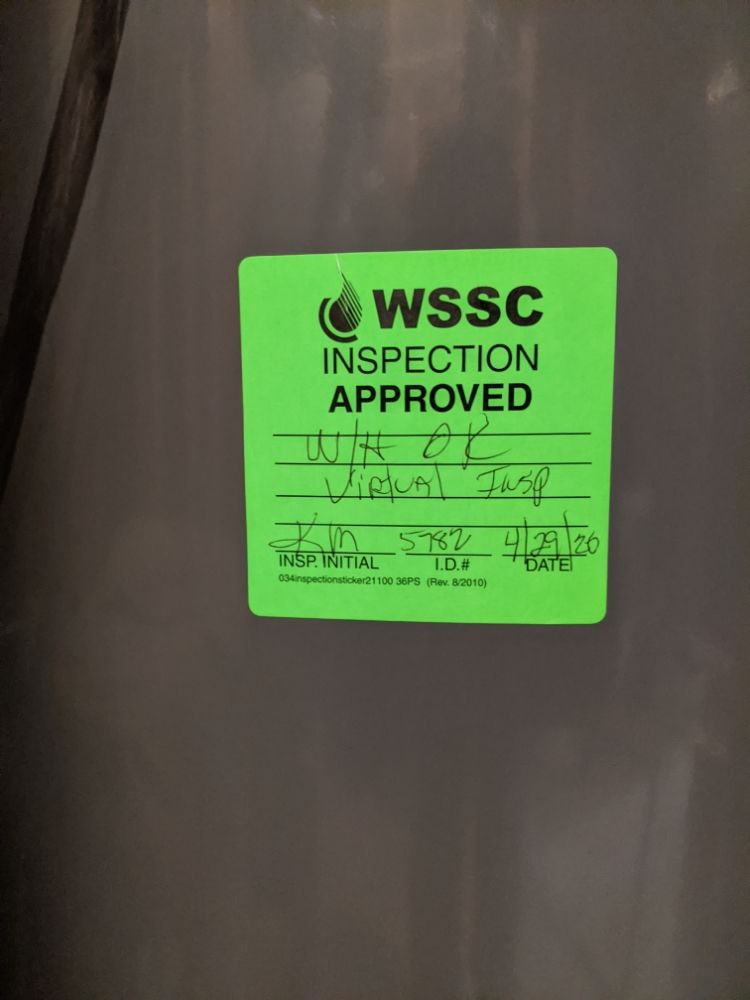 WSSC
INSPECTION
APPROVED
W/H OK
Virtual Insp
KM 5782 4/29/20
INSP. INITIAL I.D.# DATE
034inspectionsticker21100 36PS (Rev. 8/2010)